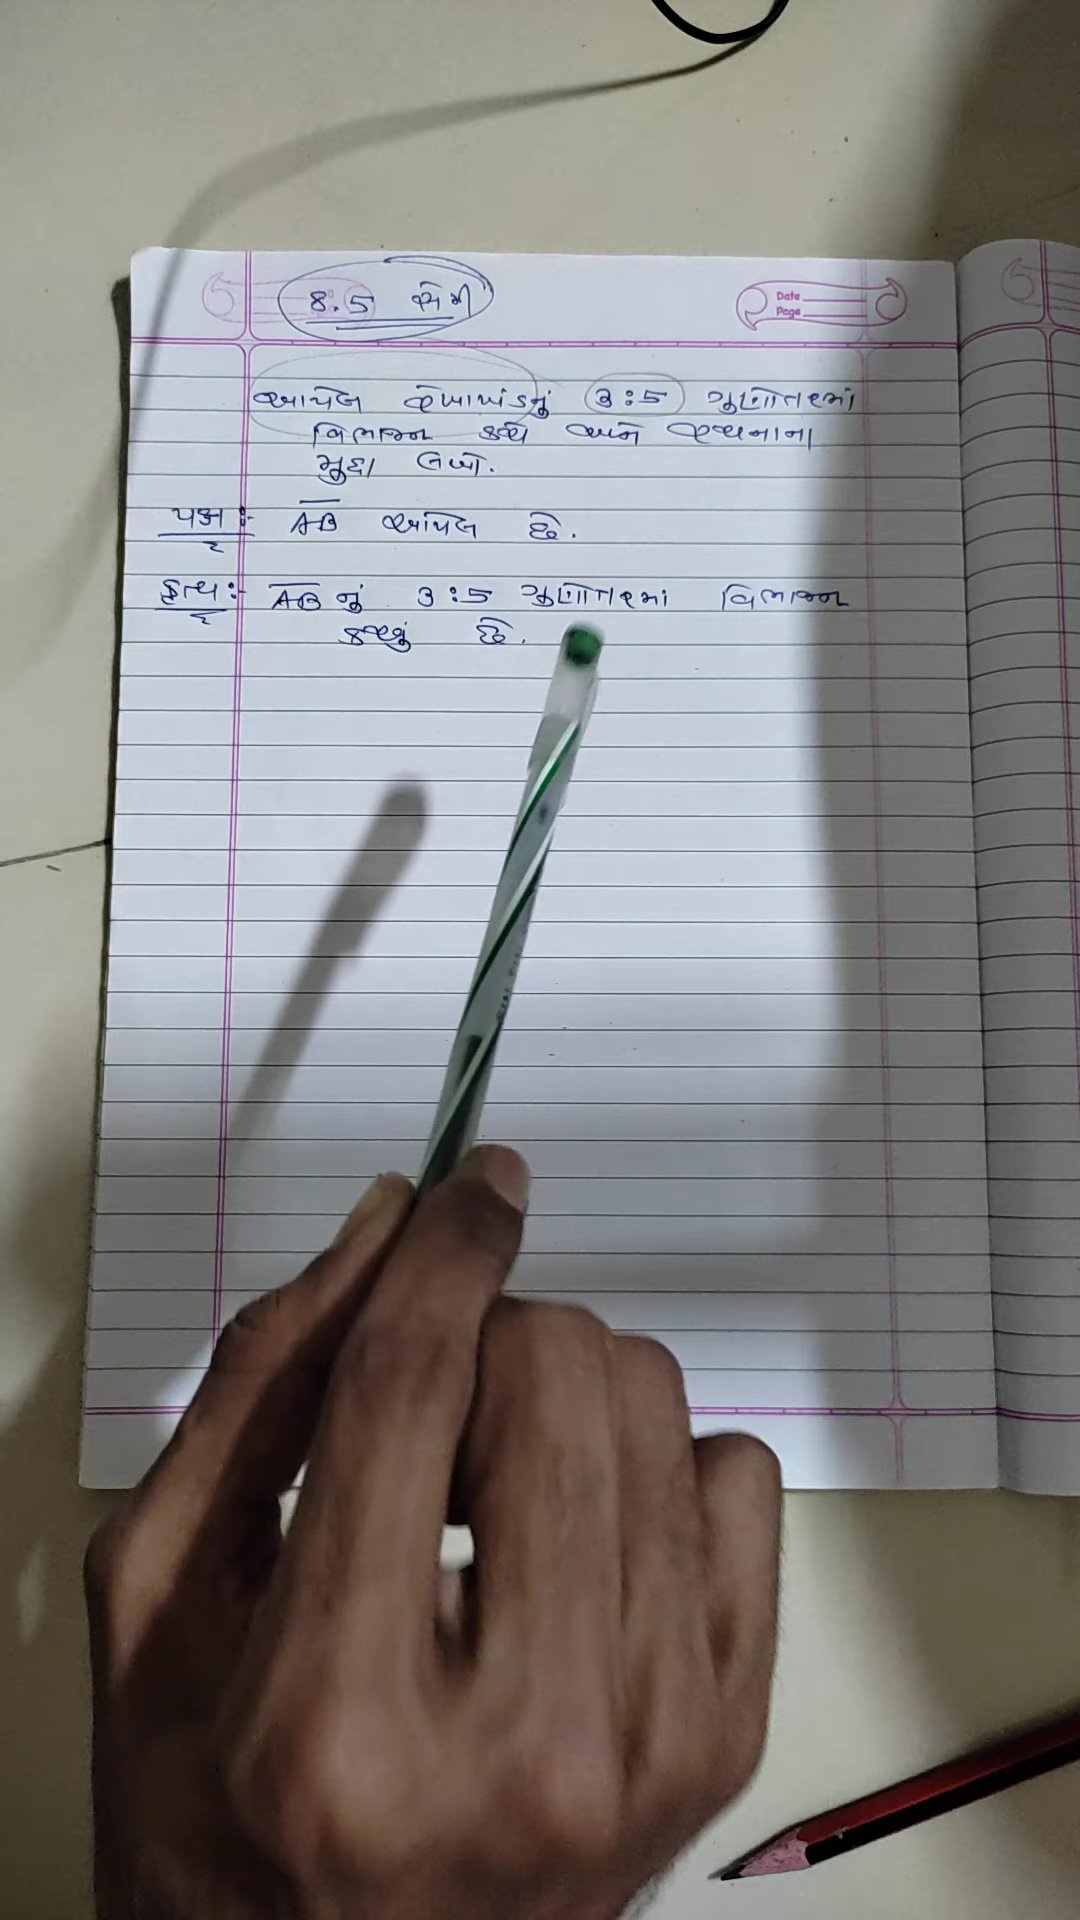 8.5 સેમી
Date
Page
આપેલ રેખાખંડનું 3:5 ગુણોતરમાં
વિભાજન કરો અને રચનાના
મુદ્દા લખો.
પક્ષ :- AB આપેલ છે.
કૃત્ય :- AB નું 3:5 ગુણોતરમાં વિભાજન
કરવું છે.